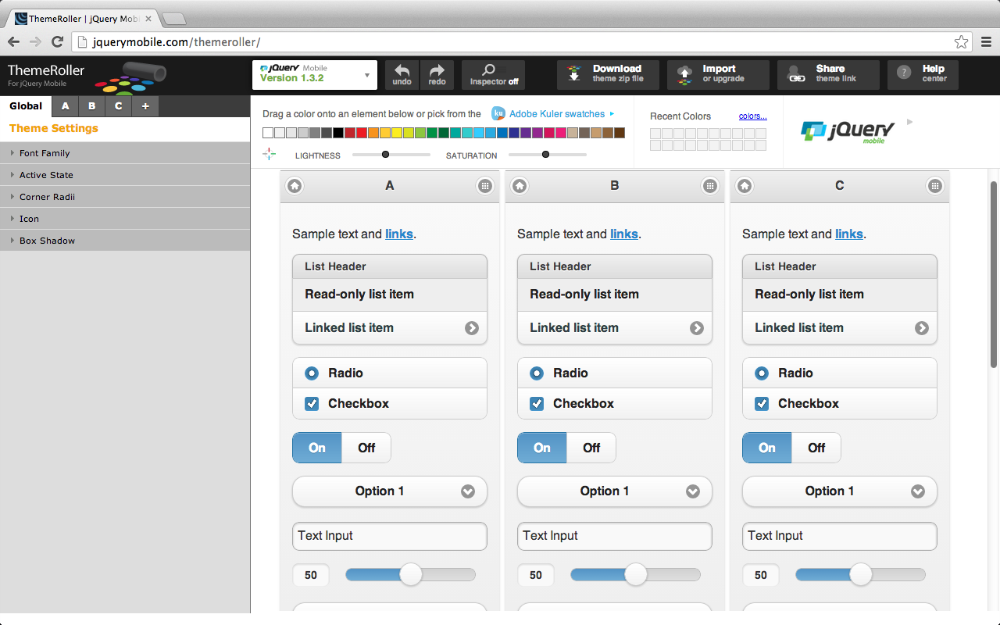 ThemeRoller | jQuery Mob
jquerymobile.com/themeroller/
ThemeRoller
For jQuery Mobile
jQuery Mobile
Version 1.3.2
undo
redo
Inspector off
Download
theme zip file
Import
or upgrade
Share
theme link
? Help
center
Global A B C +
Theme Settings
Font Family
Active State
Corner Radii
Icon
Box Shadow
Drag a color onto an element below or pick from the ku Adobe Kuler swatches
LIGHTNESS SATURATION
Recent Colors colors...
jQuery
mobile
A
Sample text and links.
List Header
Read-only list item
Linked list item
Radio
Checkbox
On Off
Option 1
Text Input
50
B
Sample text and links.
List Header
Read-only list item
Linked list item
Radio
Checkbox
On Off
Option 1
Text Input
50
C
Sample text and links.
List Header
Read-only list item
Linked list item
Radio
Checkbox
On Off
Option 1
Text Input
50